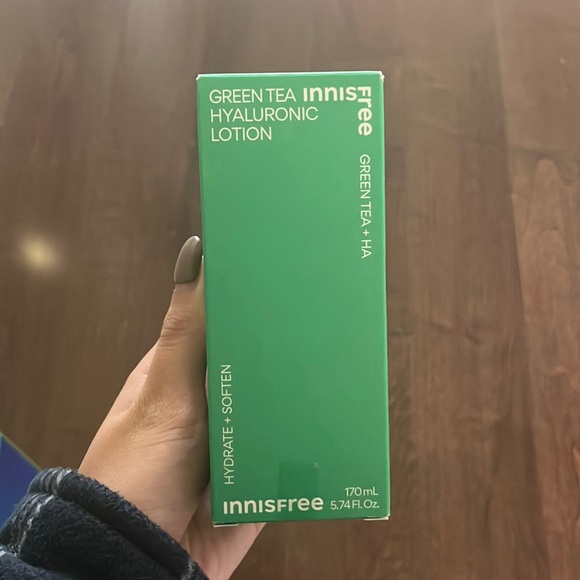 GREEN TEA
HYALURONIC
LOTION
INNISFree
GREEN TEA + HA
HYDRATE + SOFTEN
INNISFree
170 mL
5.74 Fl. Oz.